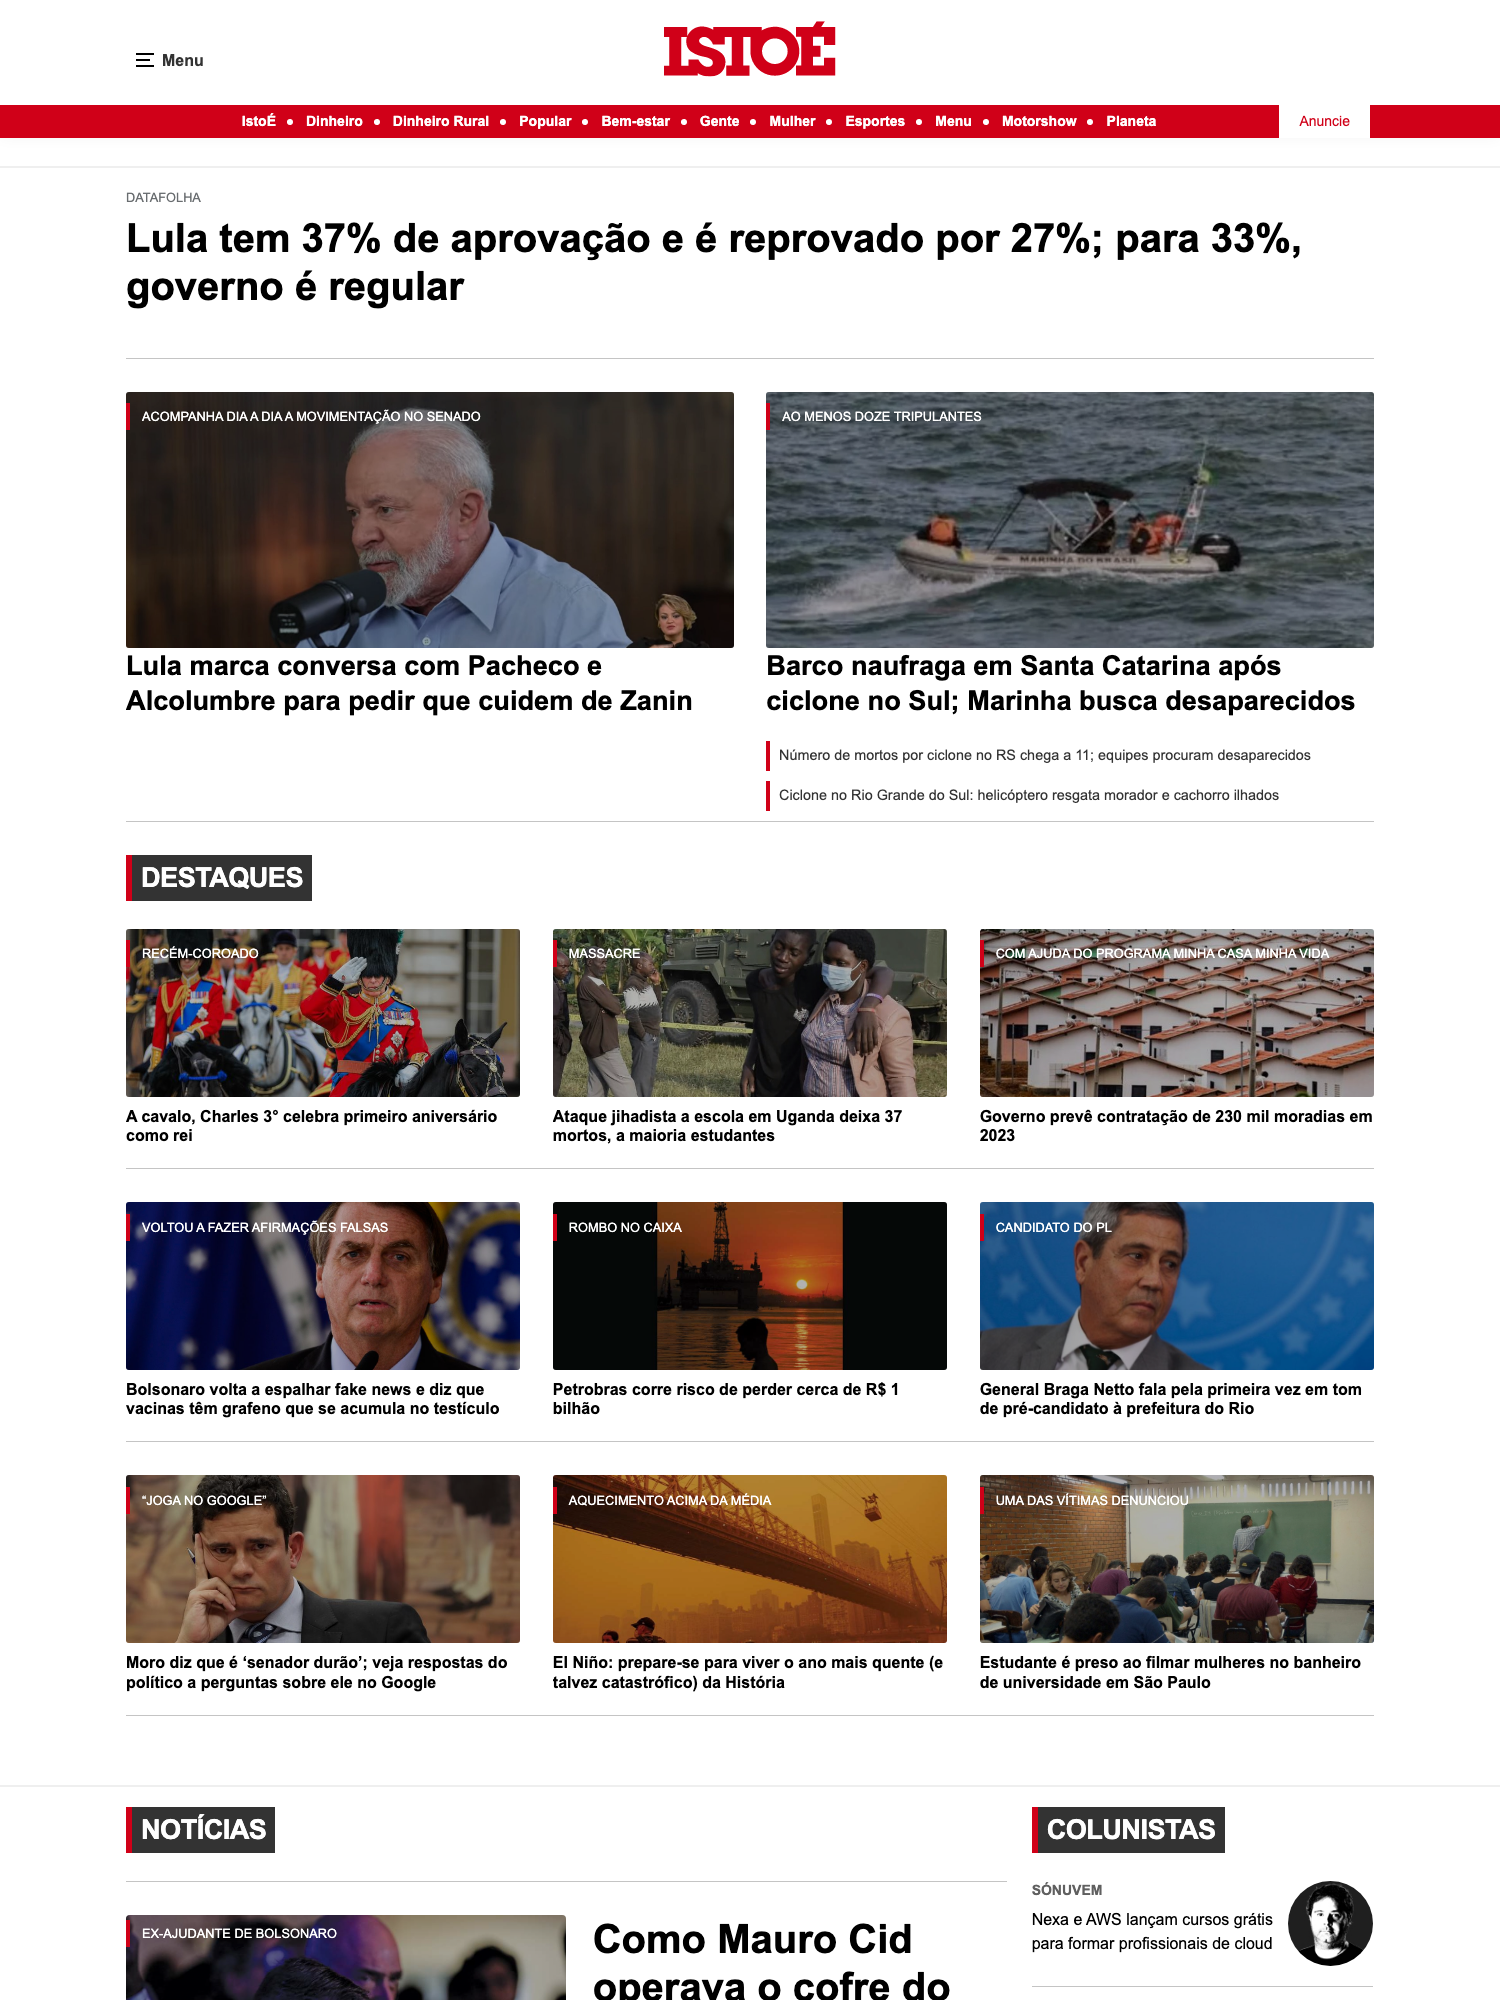 Menu
ISTOÉ
IstoÉ • Dinheiro • Dinheiro Rural • Popular • Bem-estar • Gente • Mulher • Esportes • Menu • Motorshow • Planeta
Anuncie
DATAFOLHA
Lula tem 37% de aprovação e é reprovado por 27%; para 33%,
governo é regular
ACOMPANHA DIA A DIA A MOVIMENTAÇÃO NO SENADO
Lula marca conversa com Pacheco e
Alcolumbre para pedir que cuidem de Zanin
AO MENOS DOZE TRIPULANTES
MARINHA DO BRASIL
Barco naufraga em Santa Catarina após
ciclone no Sul; Marinha busca desaparecidos
Número de mortos por ciclone no RS chega a 11; equipes procuram desaparecidos
Ciclone no Rio Grande do Sul: helicóptero resgata morador e cachorro ilhados
DESTAQUES
RECÉM-COROADO
A cavalo, Charles 3° celebra primeiro aniversário
como rei
MASSACRE
Ataque jihadista a escola em Uganda deixa 37
mortos, a maioria estudantes
COM AJUDA DO PROGRAMA MINHA CASA MINHA VIDA
Governo prevê contratação de 230 mil moradias em
2023
VOLTOU A FAZER AFIRMAÇÕES FALSAS
Bolsonaro volta a espalhar fake news e diz que
vacinas têm grafeno que se acumula no testículo
ROMBO NO CAIXA
Petrobras corre risco de perder cerca de R$ 1
bilhão
CANDIDATO DO PL
General Braga Netto fala pela primeira vez em tom
de pré-candidato à prefeitura do Rio
“JOGA NO GOOGLE”
Moro diz que é ‘senador durão’; veja respostas do
político a perguntas sobre ele no Google
AQUECIMENTO ACIMA DA MÉDIA
El Niño: prepare-se para viver o ano mais quente (e
talvez catastrófico) da História
UMA DAS VÍTIMAS DENUNCIOU
Estudante é preso ao filmar mulheres no banheiro
de universidade em São Paulo
NOTÍCIAS
EX-AJUDANTE DE BOLSONARO
Como Mauro Cid
operava o cofre do
COLUNISTAS
SÓNUVEM
Nexa e AWS lançam cursos grátis
para formar profissionais de cloud